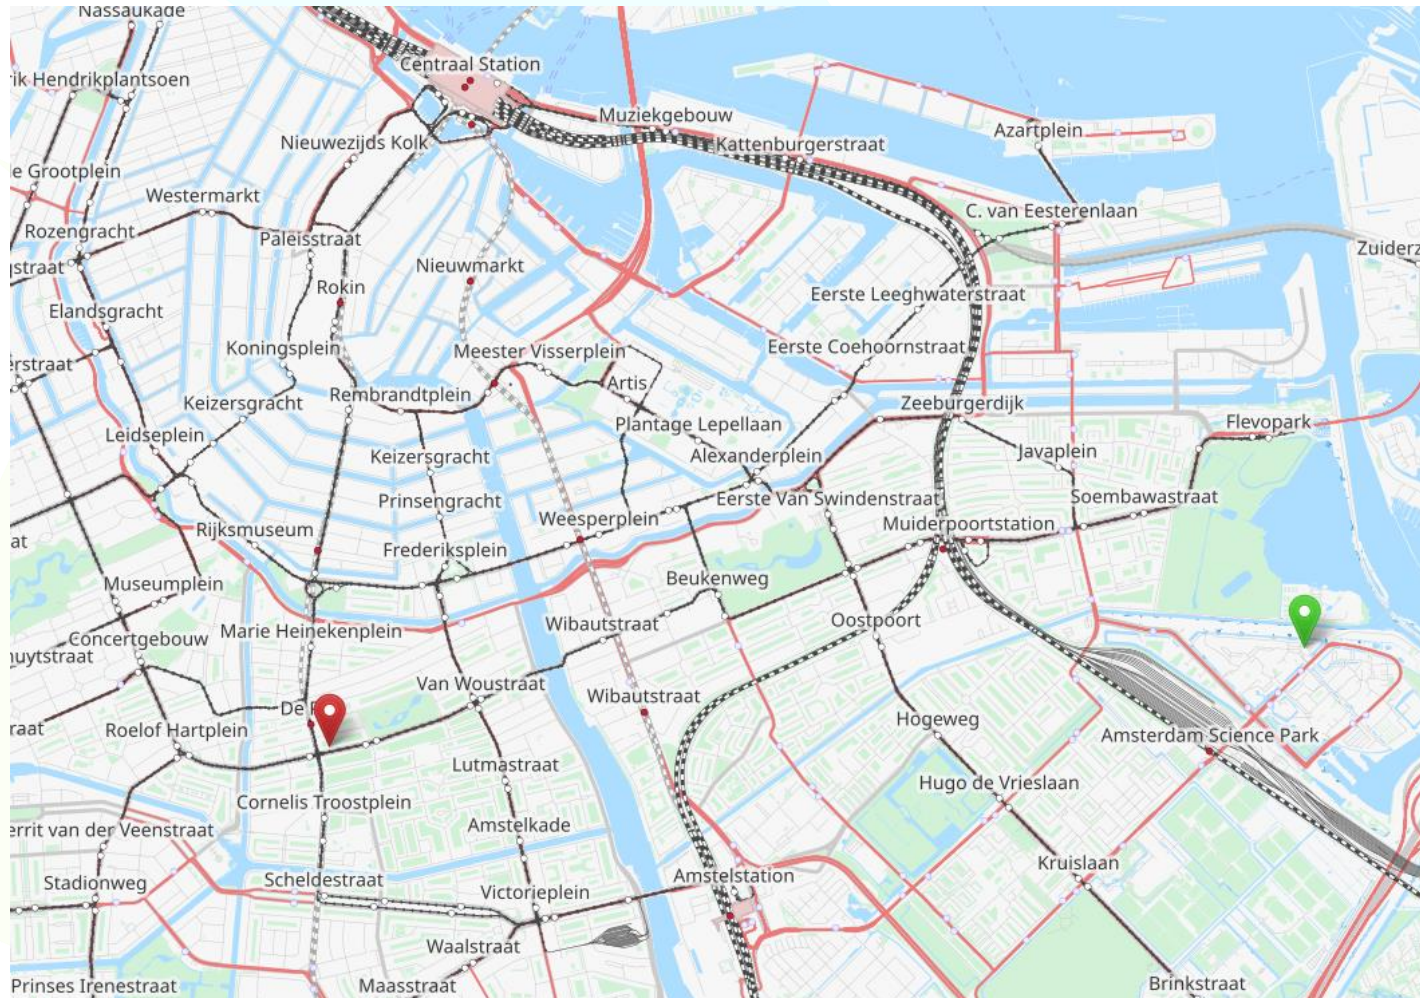 Nassaukade
Centraal Station
rik Hendrikplantsoen
Muziekgebouw
Azartplein
Nieuwezijds Kolk
Kattenburgerstraat
le Grootplein
Westermarkt
C. van Eesterenlaan
Rozengracht
Paleisstraat
Zuiderz
gstraat
Nieuwmarkt
Rokin
Eerste Leeghwaterstraat
Elandsgracht
Koningsplein
Meester Visserplein
Eerste Coehoornstraat
erstraat
Artis
Rembrandtplein
Keizersgracht
Zeeburgerdijk
Plantage Lepellaan
Flevopark
Leidseplein
Keizersgracht
Alexanderplein
Javaplein
Prinsengracht
Eerste Van Swindenstraat
Soembawastraat
Weesperplein
Rijksmuseum
Muiderpoortstation
at
Frederiksplein
Museumplein
Beukenweg
Marie Heinekenplein
Wibautstraat
Oostpoort
Concertgebouw
huytstraat
Van Woustraat
Wibautstraat
De P
Hogeweg
raat
Roelof Hartplein
Amsterdam Science Park
Lutmastraat
Hugo de Vrieslaan
Cornelis Troostplein
Amstelkade
errit van der Veenstraat
Kruislaan
Amstelstation
Stadionweg
Scheldestraat
Victorieplein
Waalstraat
Prinses Irenestraat
Maasstraat
Brinkstraat